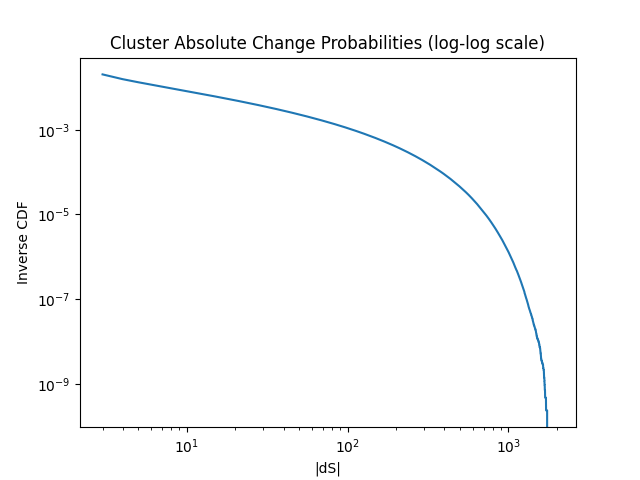 Cluster Absolute Change Probabilities (log-log scale)
10⁻³
10⁻⁵
10⁻⁷
10⁻⁹
Inverse CDF
10¹ 10² 10³
|dS|